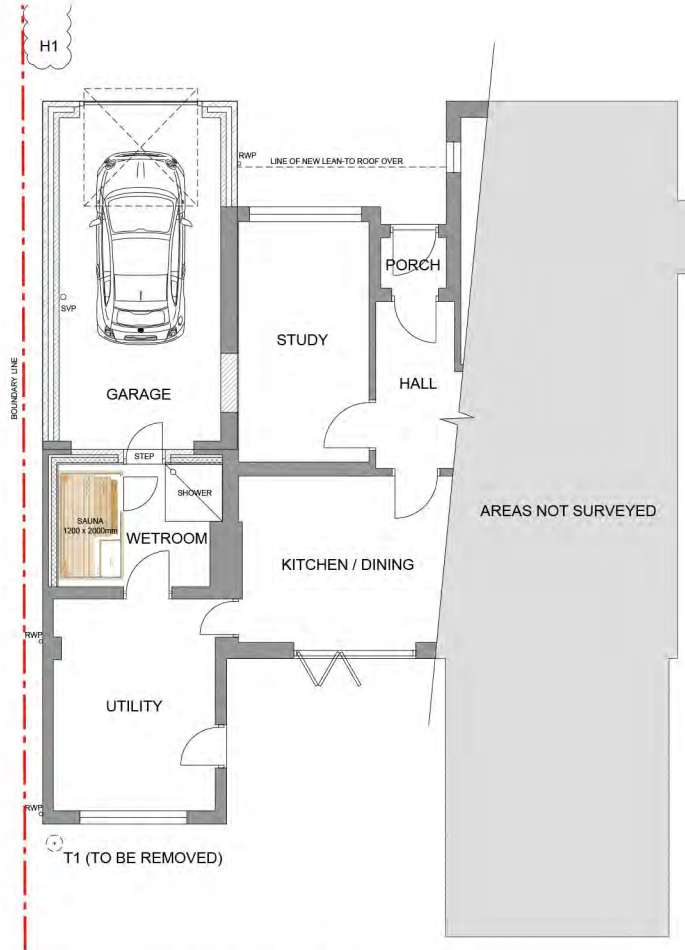 H1
RWP
LINE OF NEW LEAN-TO ROOF OVER
PORCH
SVP
STUDY
HALL
BOUNDARY LINE
GARAGE
STEP
SHOWER
SAUNA
1200 x 2000mm
WETROOM
AREAS NOT SURVEYED
KITCHEN / DINING
RWP
UTILITY
RWP
T1 (TO BE REMOVED)